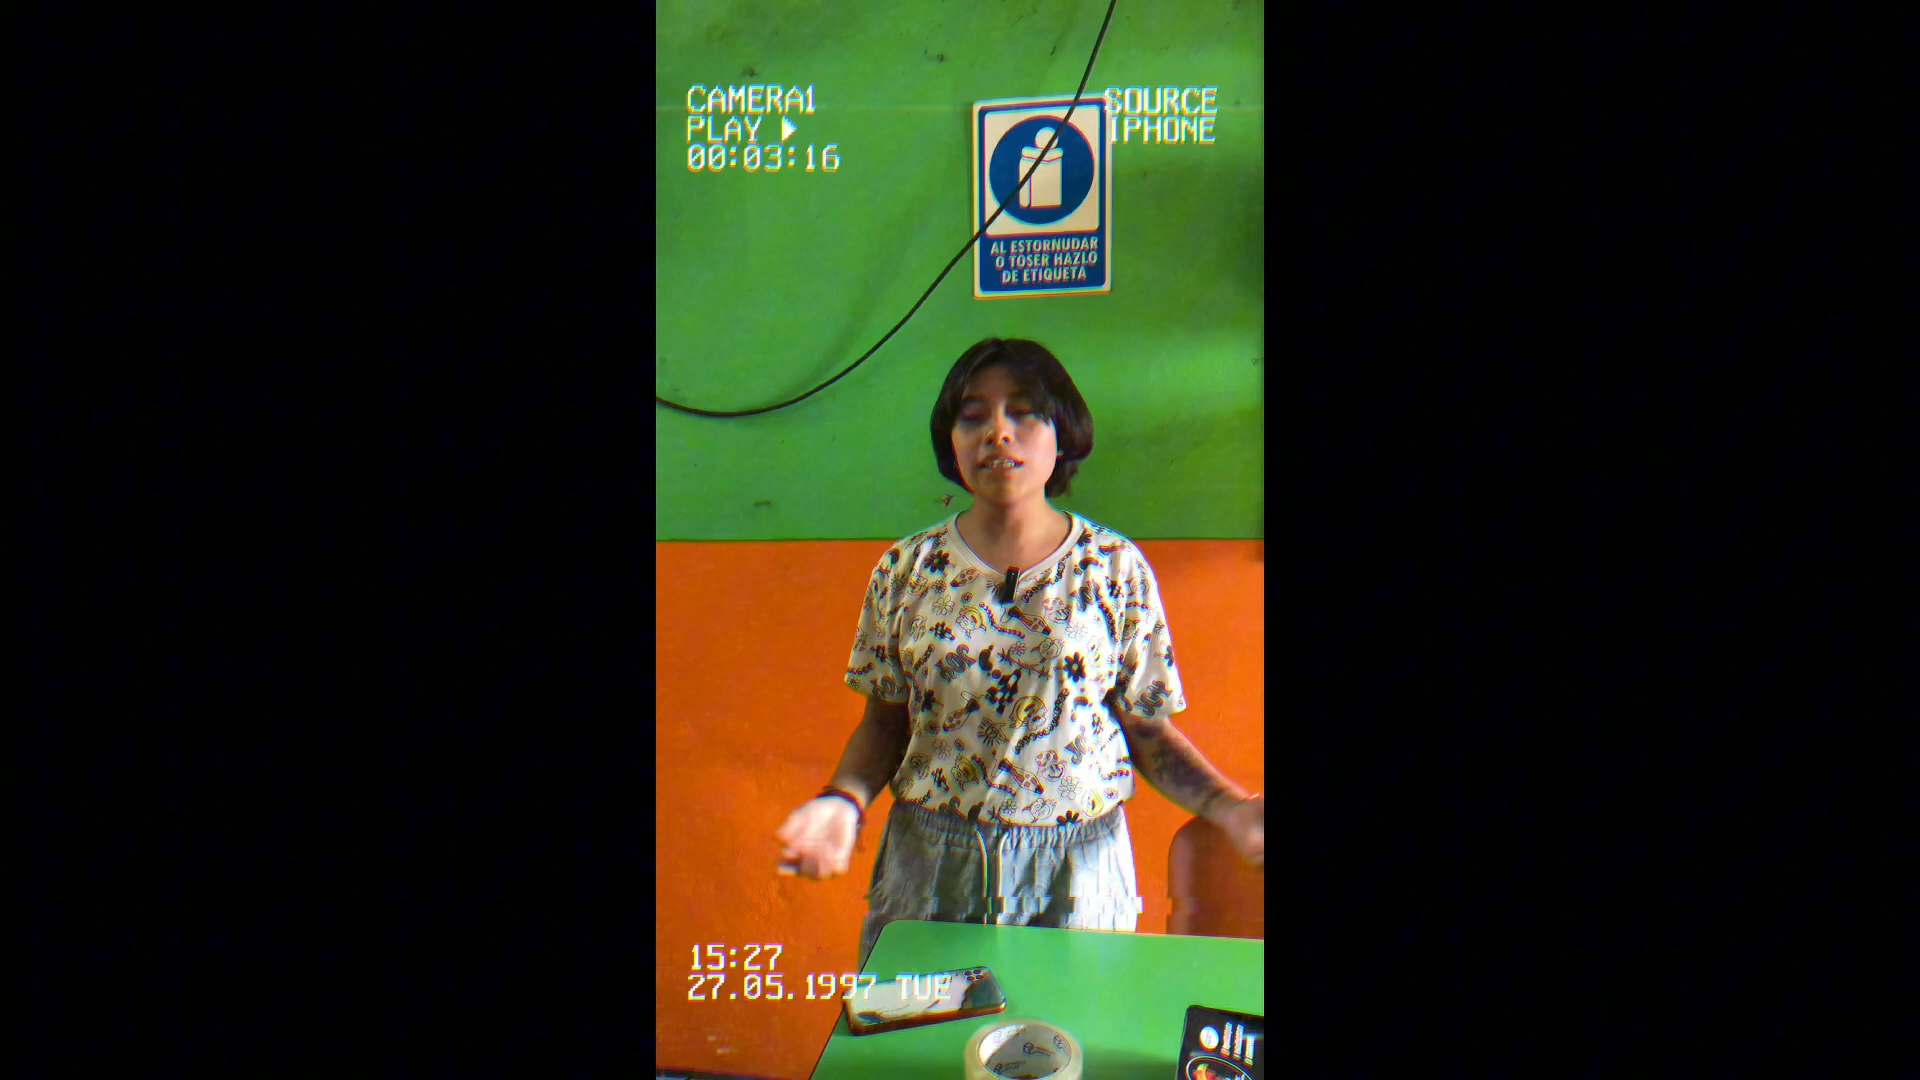 CAMERA1
PLAY
00:03:16
SOURCE
IPHONE
AL ESTORNUDAR
O TOSER HAZLO
DE ETIQUETA
15:27
27.05.1997 TUE